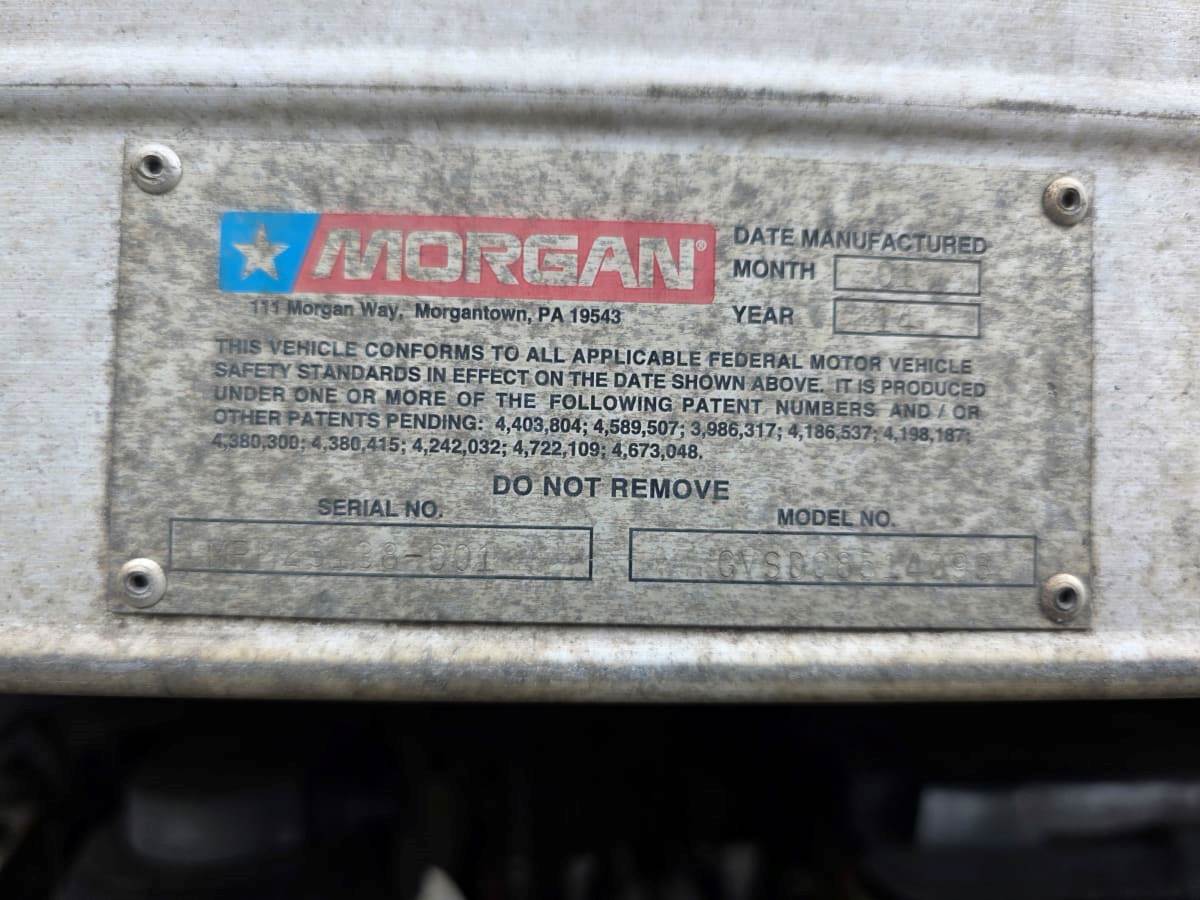 MORGAN®
111 Morgan Way, Morgantown, PA 19543
DATE MANUFACTURED
MONTH 01
YEAR 14
THIS VEHICLE CONFORMS TO ALL APPLICABLE FEDERAL MOTOR VEHICLE
SAFETY STANDARDS IN EFFECT ON THE DATE SHOWN ABOVE. IT IS PRODUCED
UNDER ONE OR MORE OF THE FOLLOWING PATENT NUMBERS AND / OR
OTHER PATENTS PENDING: 4,403,804; 4,589,507; 3,986,317; 4,186,537; 4,198,187;
4,380,300; 4,380,415; 4,242,032; 4,722,109; 4,673,048.
DO NOT REMOVE
SERIAL NO.
MODEL NO.